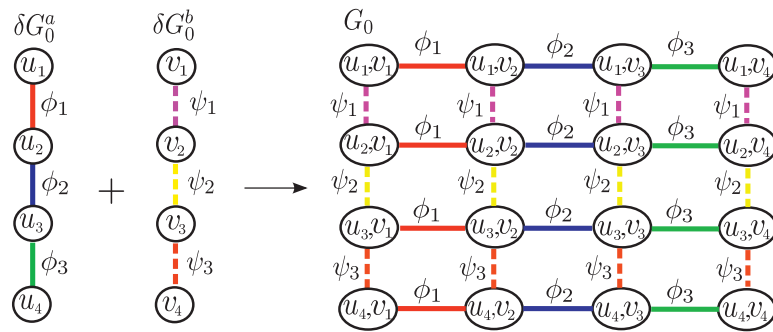 δG₀ᵃ δG₀ᵇ G₀
u₁ v₁ u₁,v₁ ϕ₁ u₁,v₂ ϕ₂ u₁,v₃ ϕ₃ u₁,v₄
ϕ₁ ψ₁ ψ₁ ψ₁ ψ₁ ψ₁
u₂ v₂ u₂,v₁ ϕ₁ u₂,v₂ ϕ₂ u₂,v₃ ϕ₃ u₂,v₄
ϕ₂ + ψ₂ ψ₂ ψ₂ ψ₂ ψ₂
u₃ v₃ u₃,v₁ ϕ₁ u₃,v₂ ϕ₂ u₃,v₃ ϕ₃ u₃,v₄
ϕ₃ ψ₃ ψ₃ ψ₃ ψ₃ ψ₃
u₄ v₄ u₄,v₁ ϕ₁ u₄,v₂ ϕ₂ u₄,v₃ ϕ₃ u₄,v₄